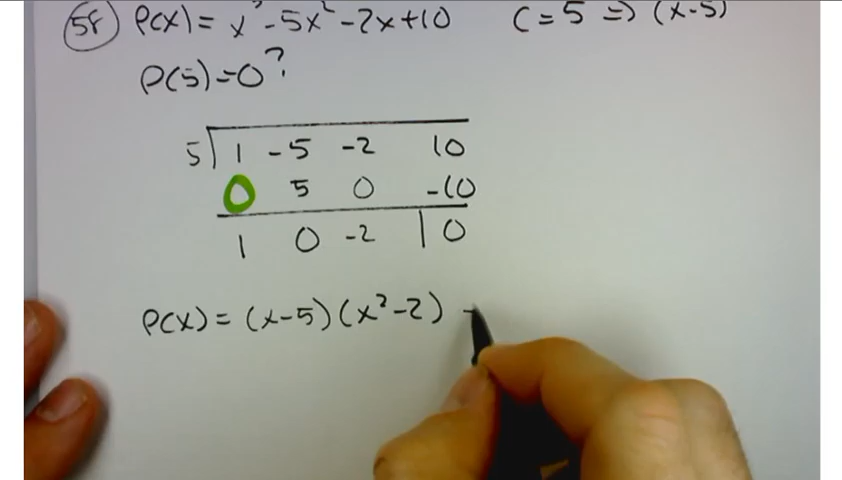 58 P(x) = x³ - 5x² - 2x + 10 C = 5 => (x-5)
P(5) = 0?
5 1 -5 -2 10
0 5 0 -10
1 0 -2 | 0
P(x) = (x-5)(x²-2)